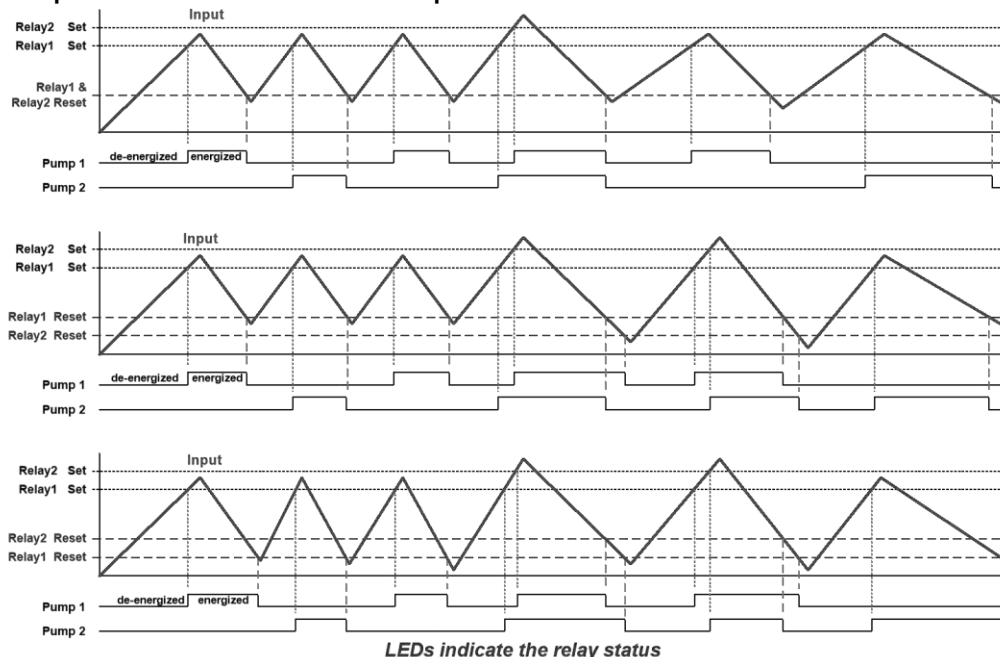 Input
Relay2 Set
Relay1 Set
Relay1 &
Relay2 Reset
de-energized energized
Pump 1
Pump 2
Input
Relay2 Set
Relay1 Set
Relay1 Reset
Relay2 Reset
de-energized energized
Pump 1
Pump 2
Input
Relay2 Set
Relay1 Set
Relay2 Reset
Relay1 Reset
de-energized energized
Pump 1
Pump 2
LEDs indicate the relay status